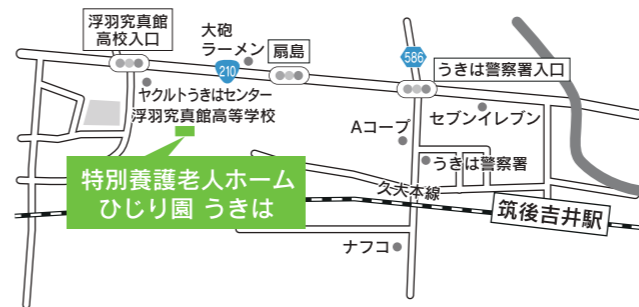 浮羽究真館
高校入口
大砲
ラーメン
扇島
210
586
うきは警察署入口
ヤクルトうきはセンター
浮羽究真館高等学校
Aコープ
セブンイレブン
うきは警察署
特別養護老人ホーム
ひじり園 うきは
久大本線
筑後吉井駅
ナフコ